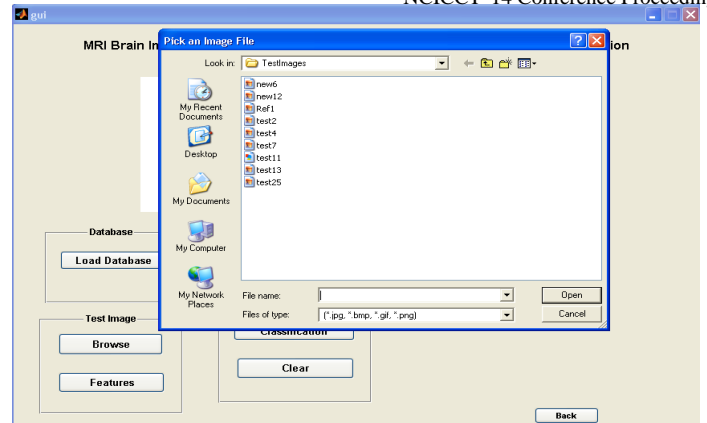 NCICCT' 14 Conference Proceedin
gui
MRI Brain Im
ion
Pick an Image File
Look in: TestImages
My Recent Documents
Desktop
My Documents
My Computer
My Network Places
new6
new12
Ref1
test2
test4
test7
test11
test13
test25
File name:
Open
Files of type: (*.jpg, *.bmp, *.gif, *.png)
Cancel
Database
Load Database
Test Image
Browse
Features
Classification
Clear
Back